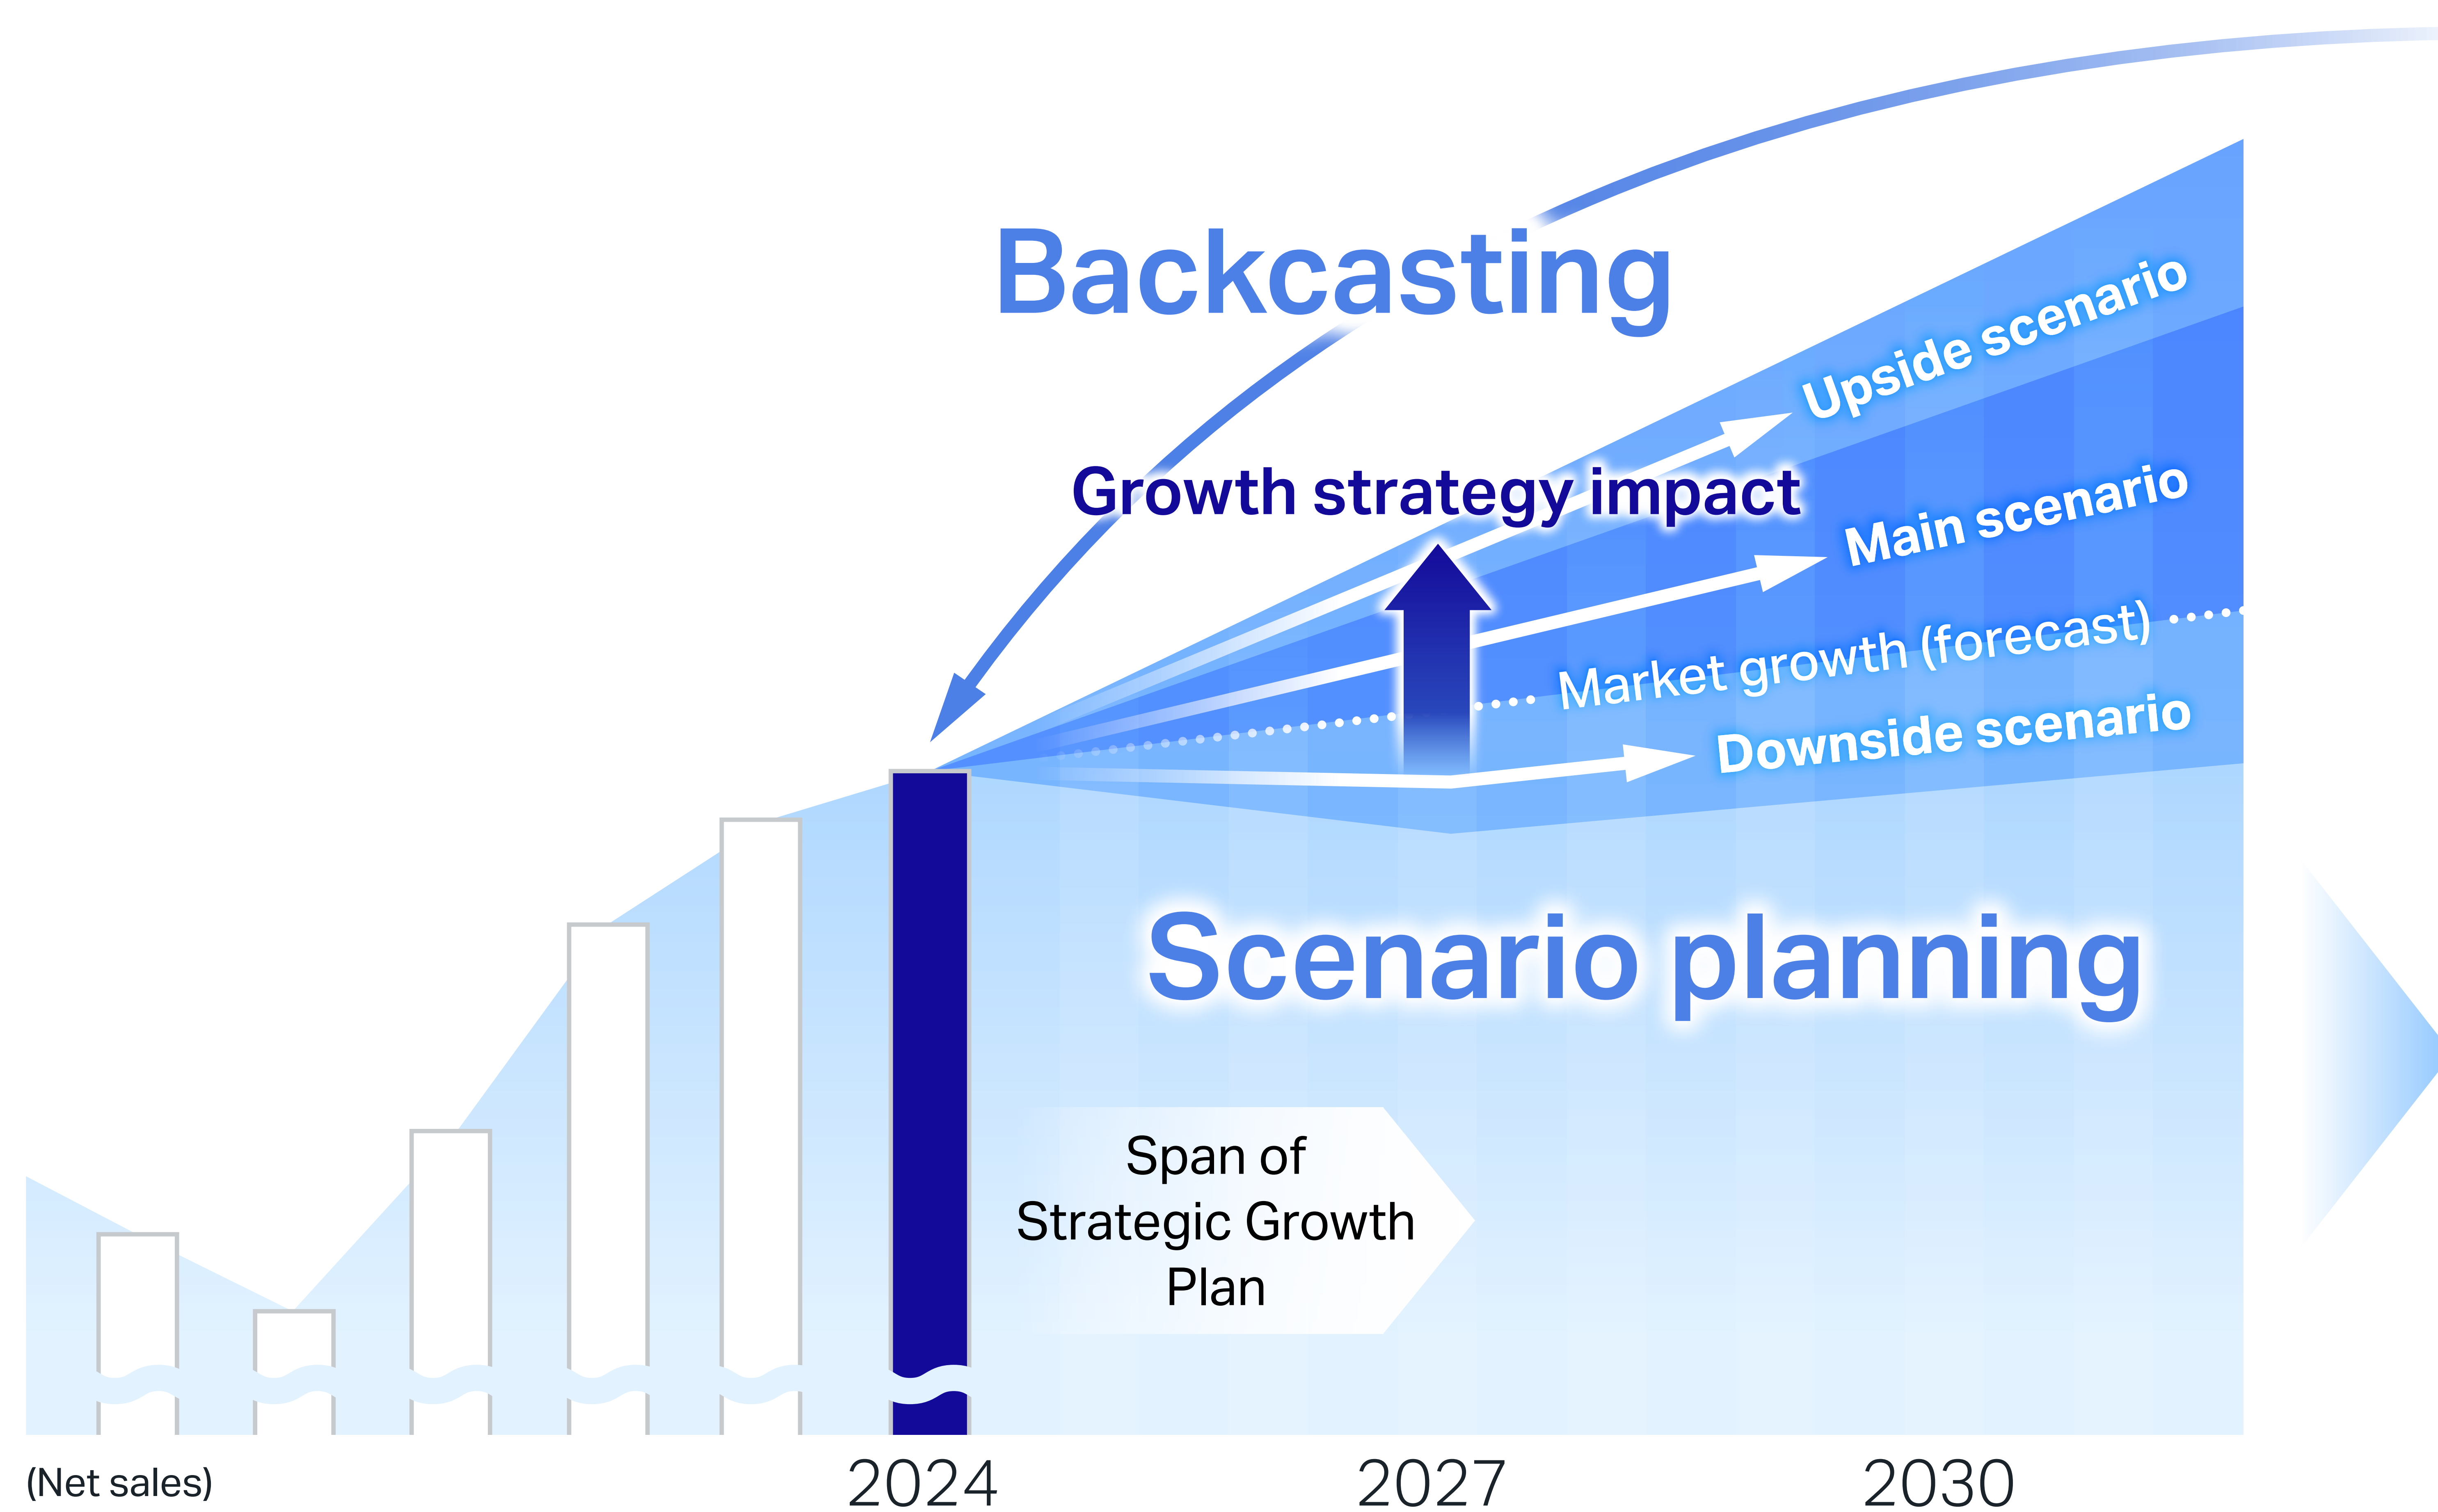 Backcasting
Upside scenario
Growth strategy impact
Main scenario
Market growth (forecast)
Downside scenario
Scenario planning
Span of
Strategic Growth
Plan
(Net sales)
2024
2027
2030